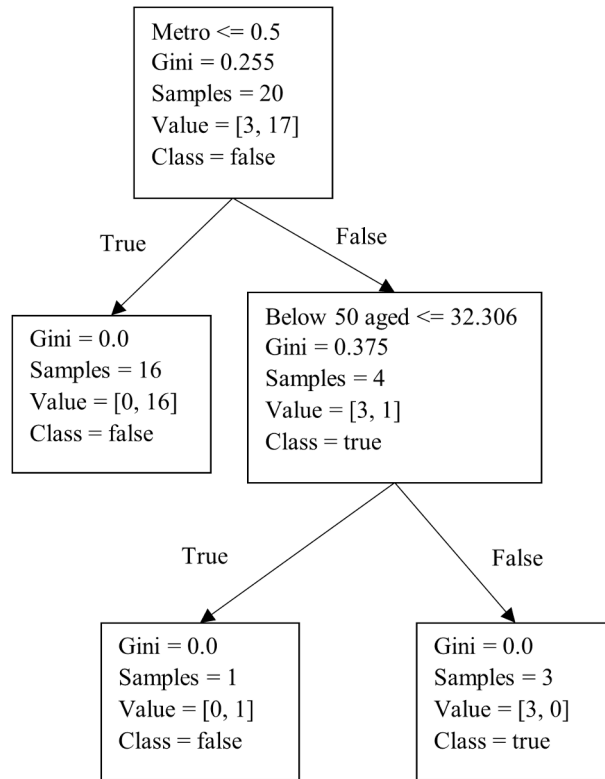 Metro <= 0.5
Gini = 0.255
Samples = 20
Value = [3, 17]
Class = false
True
False
Gini = 0.0
Samples = 16
Value = [0, 16]
Class = false
Below 50 aged <= 32.306
Gini = 0.375
Samples = 4
Value = [3, 1]
Class = true
True
False
Gini = 0.0
Samples = 1
Value = [0, 1]
Class = false
Gini = 0.0
Samples = 3
Value = [3, 0]
Class = true